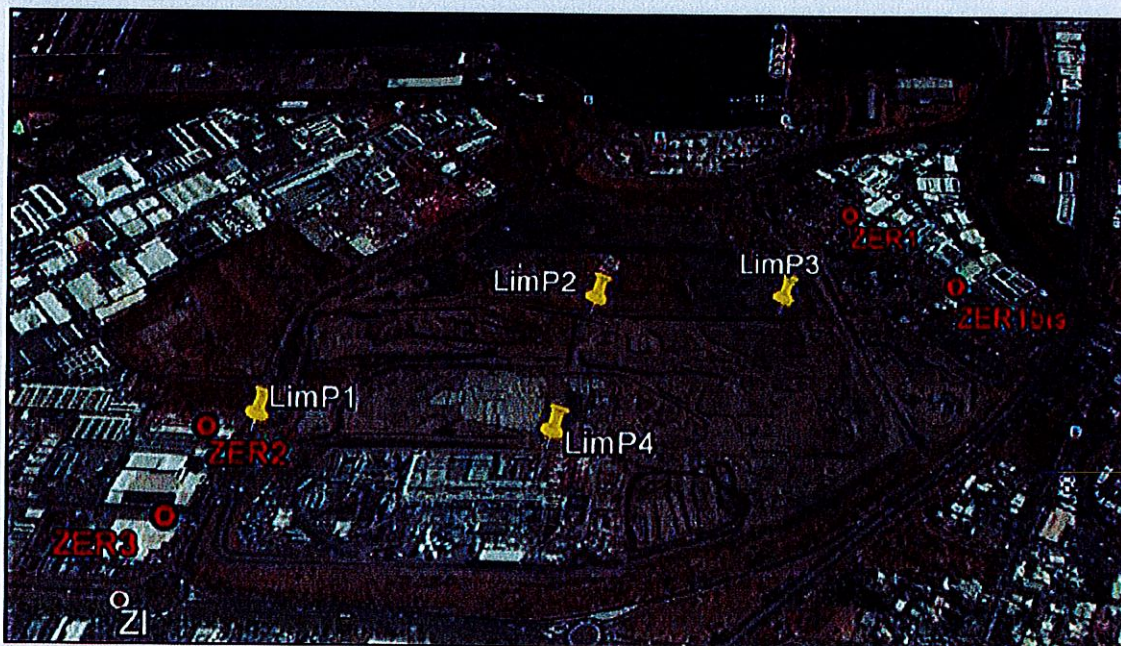 ZER1
LimP2
LimP3
ZER1bis
LimP1
ZER2
LimP4
ZER3
ZI